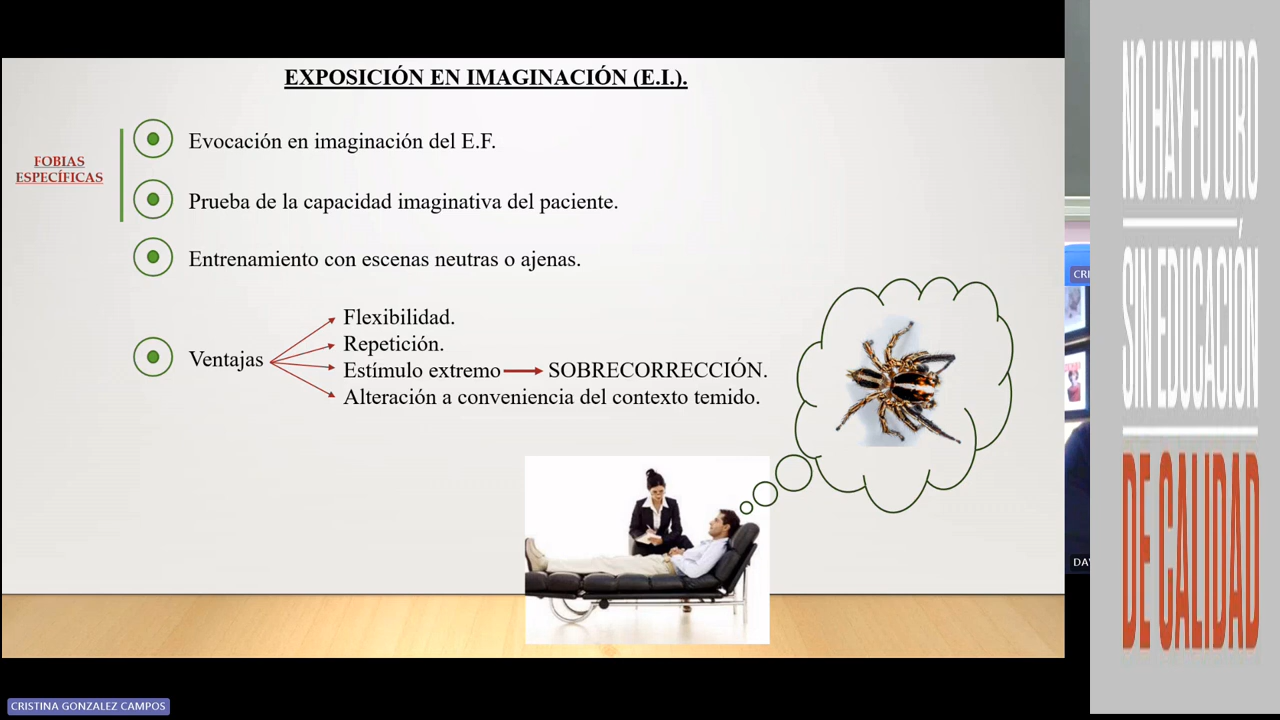 EXPOSICIÓN EN IMAGINACIÓN (E.I.).
FOBIAS
ESPECÍFICAS
Evocación en imaginación del E.F.
Prueba de la capacidad imaginativa del paciente.
Entrenamiento con escenas neutras o ajenas.
Ventajas
Flexibilidad.
Repetición.
Estímulo extremo SOBRECORRECCIÓN.
Alteración a conveniencia del contexto temido.
NO HAY FUTURO
SIN EDUCACIÓN
DE CALIDAD
CRI
DA
CRISTINA GONZALEZ CAMPOS